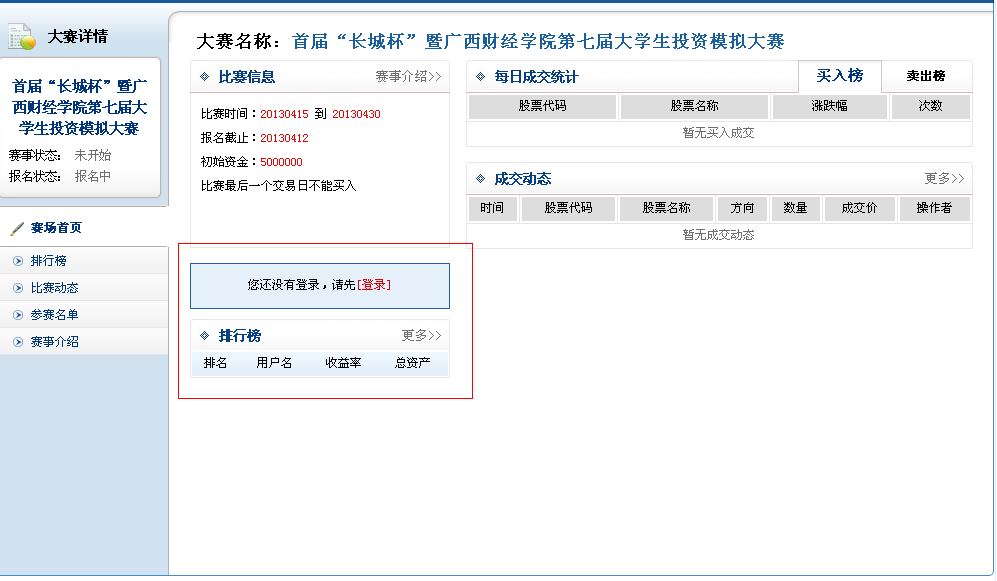 大赛详情
首届“长城杯”暨广
西财经学院第七届大
学生投资模拟大赛
赛事状态： 未开始
报名状态： 报名中
赛场首页
排行榜
比赛动态
参赛名单
赛事介绍
大赛名称：首届“长城杯”暨广西财经学院第七届大学生投资模拟大赛
比赛信息 赛事介绍>>
比赛时间：20130415 到 20130430
报名截止：20130412
初始资金：5000000
比赛最后一个交易日不能买入
您还没有登录，请先[登录]
排行榜 更多>>
排名 用户名 收益率 总资产
每日成交统计 买入榜 卖出榜
股票代码 股票名称 涨跌幅 次数
暂无买入成交
成交动态 更多>>
时间 股票代码 股票名称 方向 数量 成交价 操作者
暂无成交动态